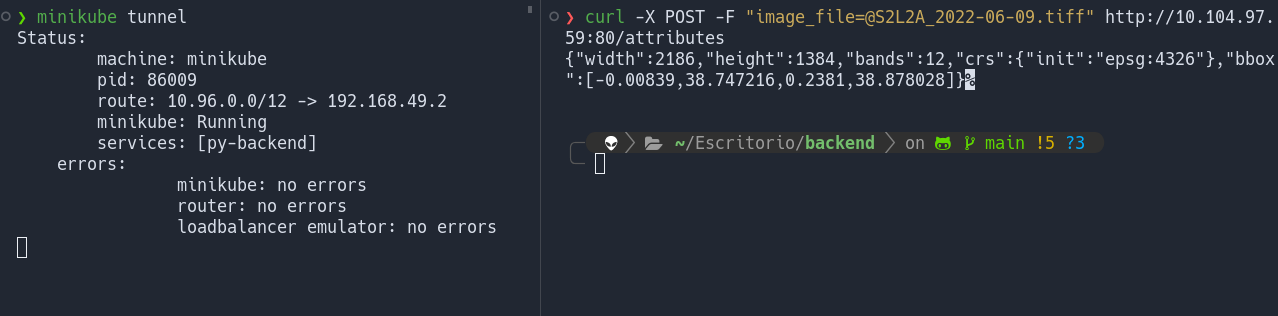 ❯ minikube tunnel
Status:
        machine: minikube
        pid: 86009
        route: 10.96.0.0/12 -> 192.168.49.2
        minikube: Running
        services: [py-backend]
    errors:
                minikube: no errors
                router: no errors
                loadbalancer emulator: no errors
❯ curl -X POST -F "image_file=@S2L2A_2022-06-09.tiff" http://10.104.97.
59:80/attributes
{"width":2186,"height":1384,"bands":12,"crs":{"init":"epsg:4326"},"bbox
":[-0.00839,38.747216,0.2381,38.878028]}%
~/Escritorio/backend on main !5 ?3